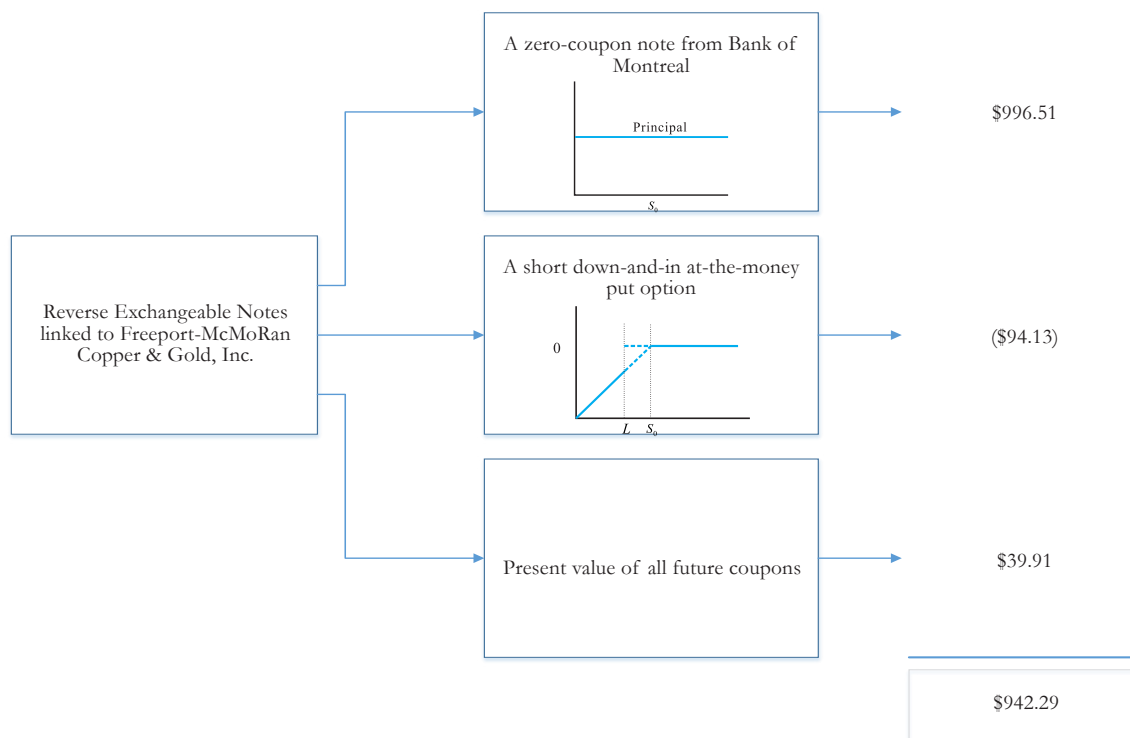 A zero-coupon note from Bank of
Montreal
Principal
S₀
$996.51
Reverse Exchangeable Notes
linked to Freeport-McMoRan
Copper & Gold, Inc.
A short down-and-in at-the-money
put option
0
L S₀
($94.13)
Present value of all future coupons
$39.91
$942.29